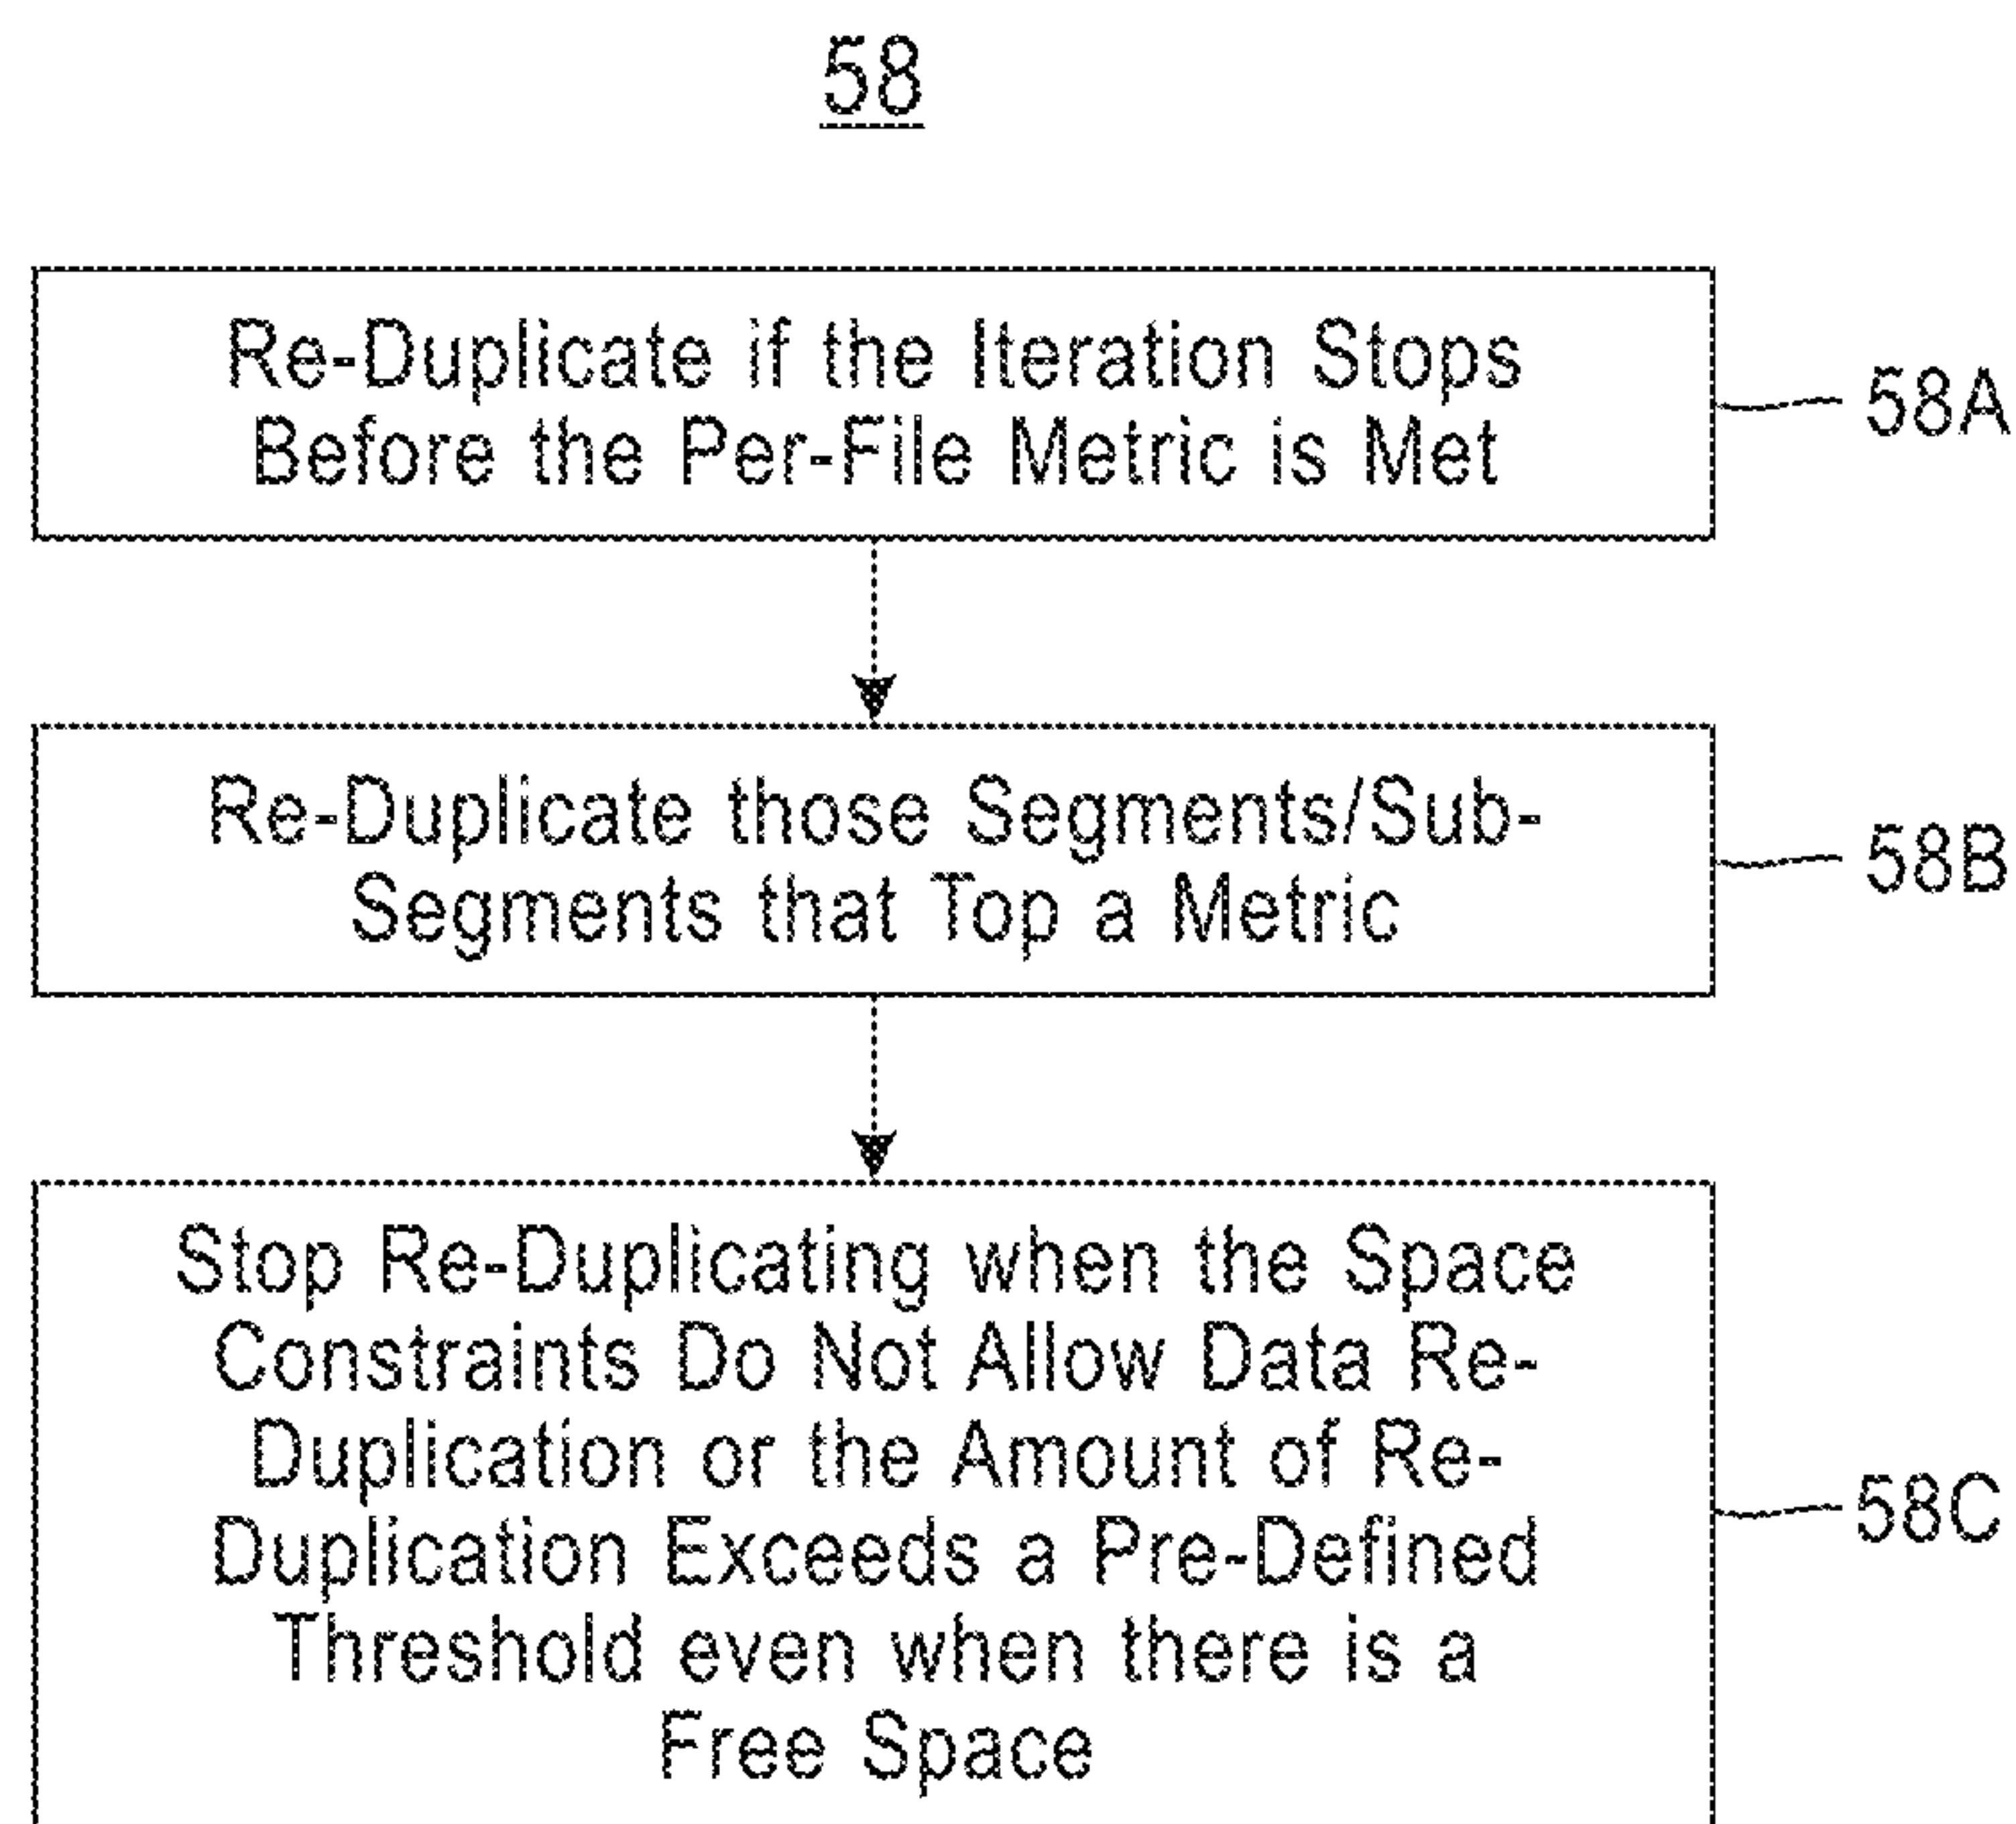 58
Re-Duplicate if the Iteration Stops
Before the Per-File Metric is Met
58A
Re-Duplicate those Segments/Sub-
Segments that Top a Metric
58B
Stop Re-Duplicating when the Space
Constraints Do Not Allow Data Re-
Duplication or the Amount of Re-
Duplication Exceeds a Pre-Defined
Threshold even when there is a
Free Space
58C